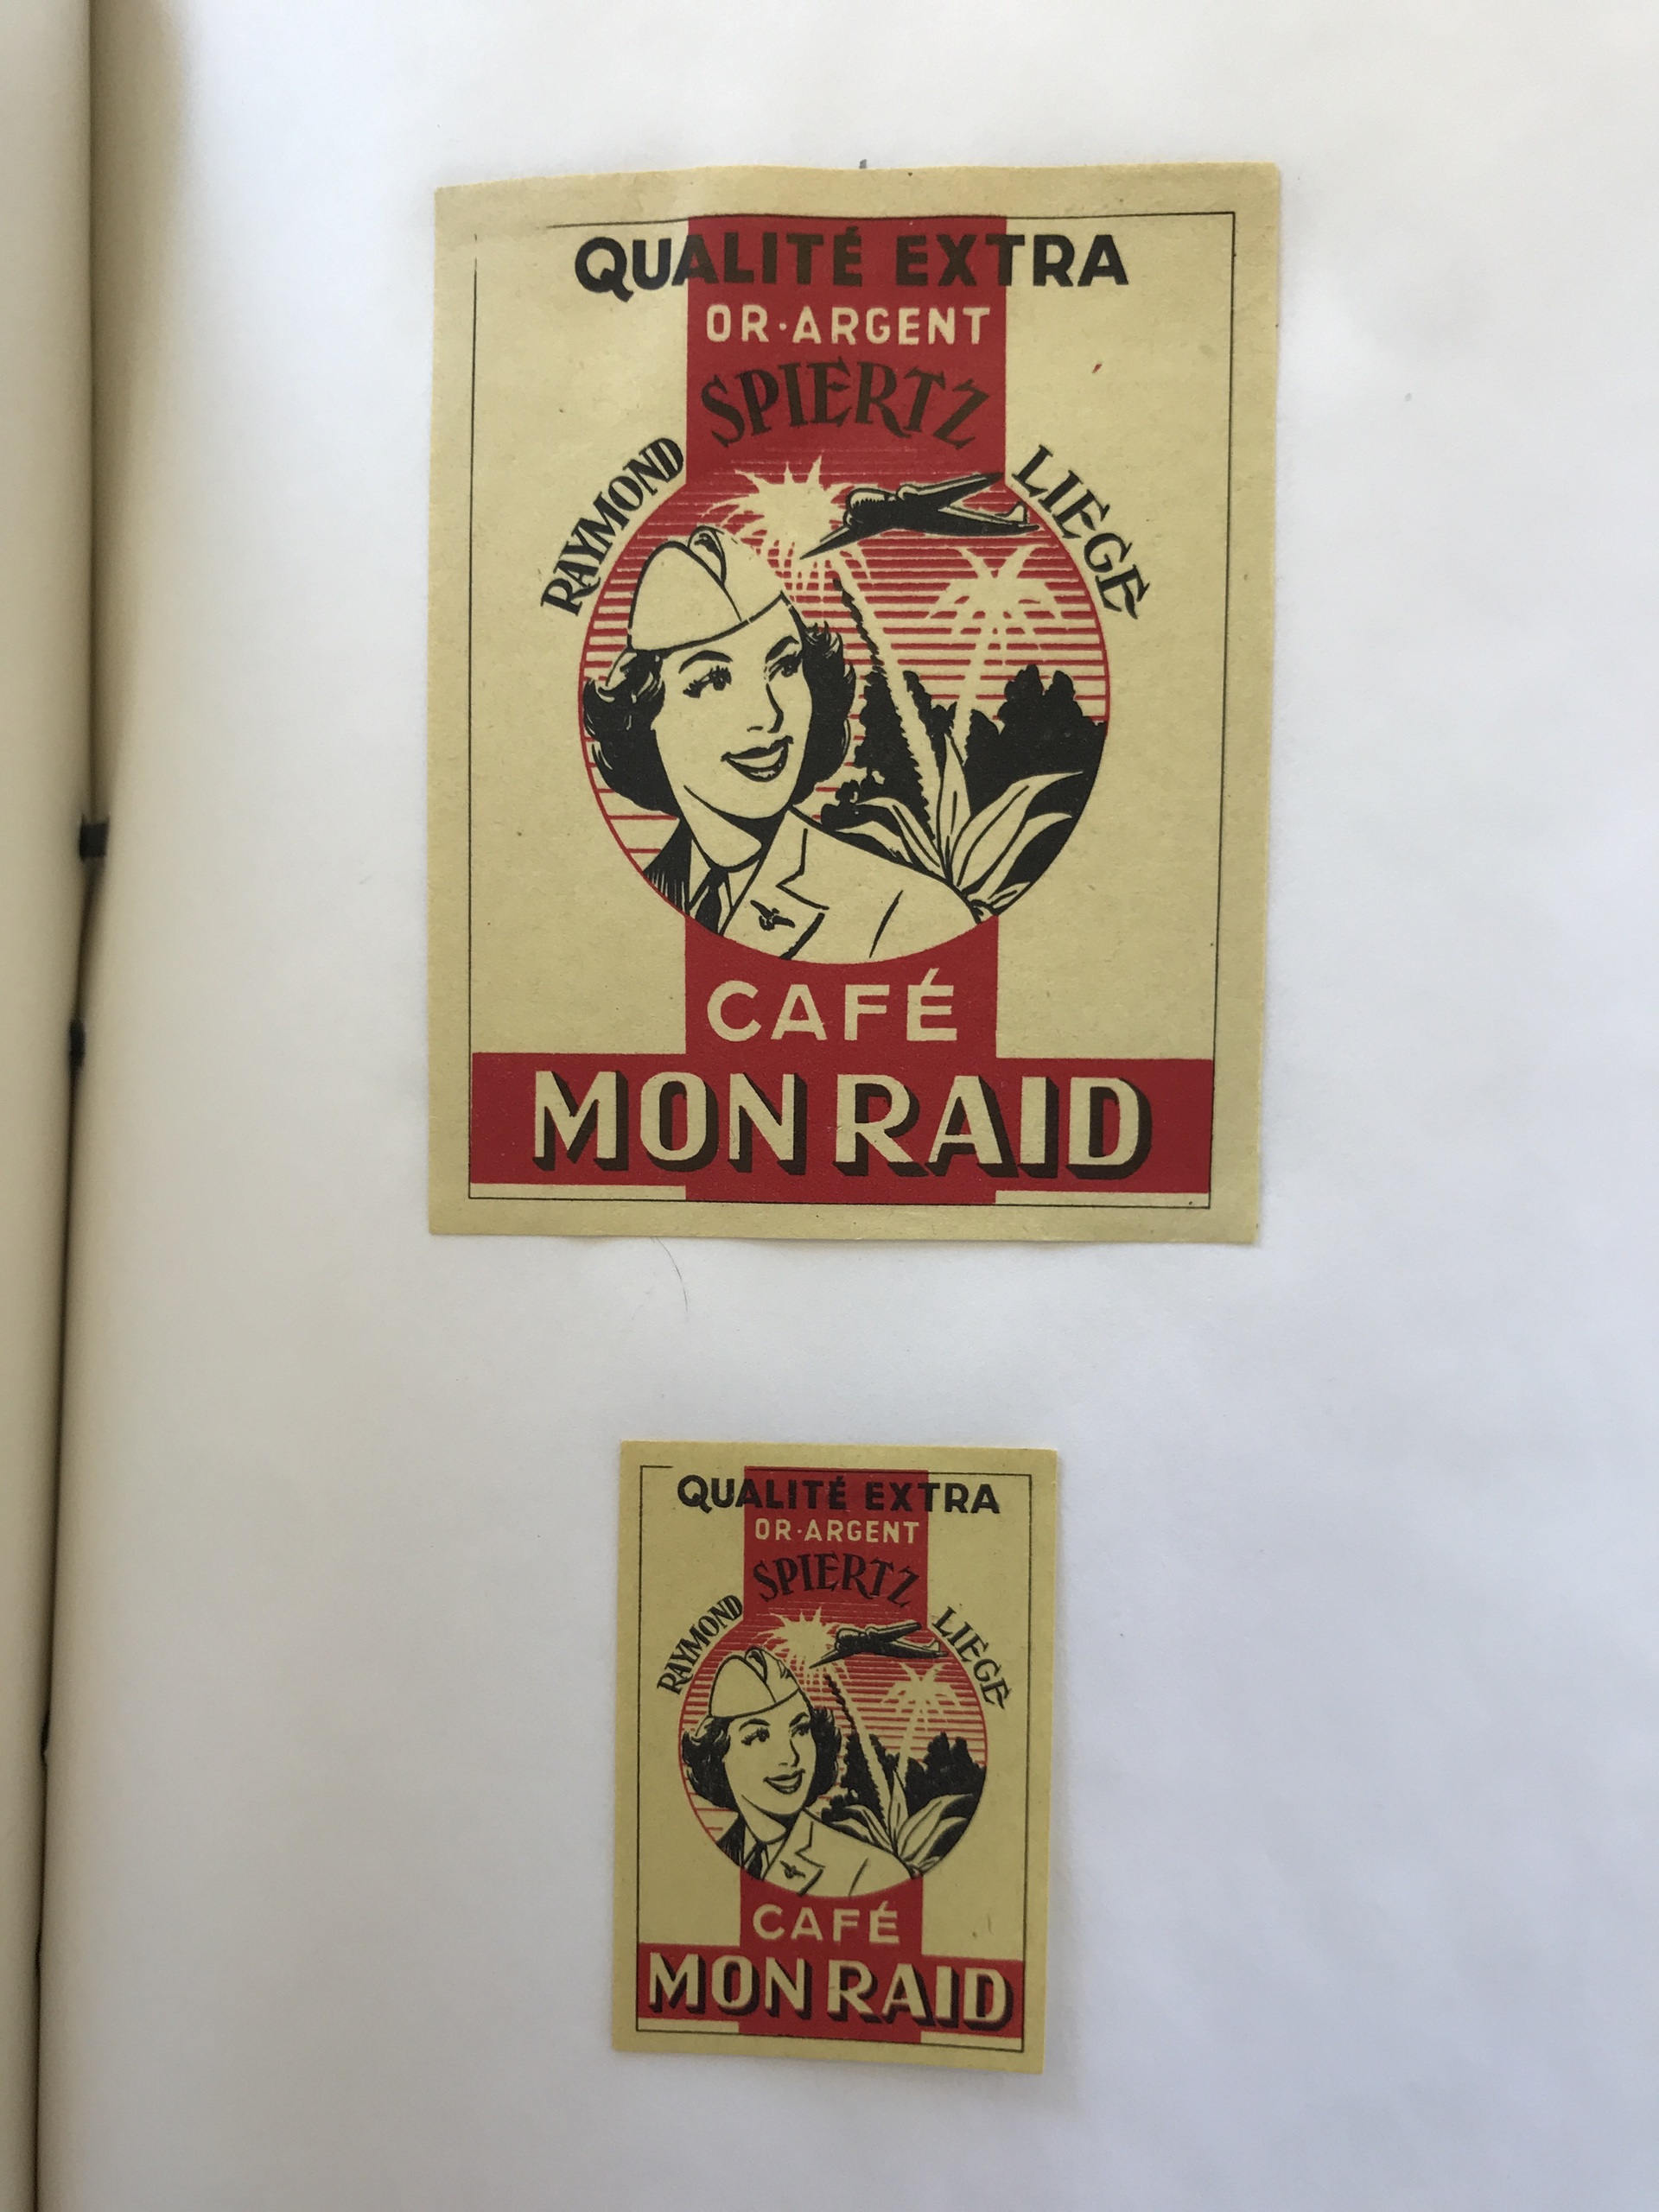 QUALITÉ EXTRA
OR·ARGENT
RAYMOND SPIERTZ LIEGE
CAFÉ
MON RAID
QUALITÉ EXTRA
OR·ARGENT
RAYMOND SPIERTZ LIEGE
CAFÉ
MON RAID